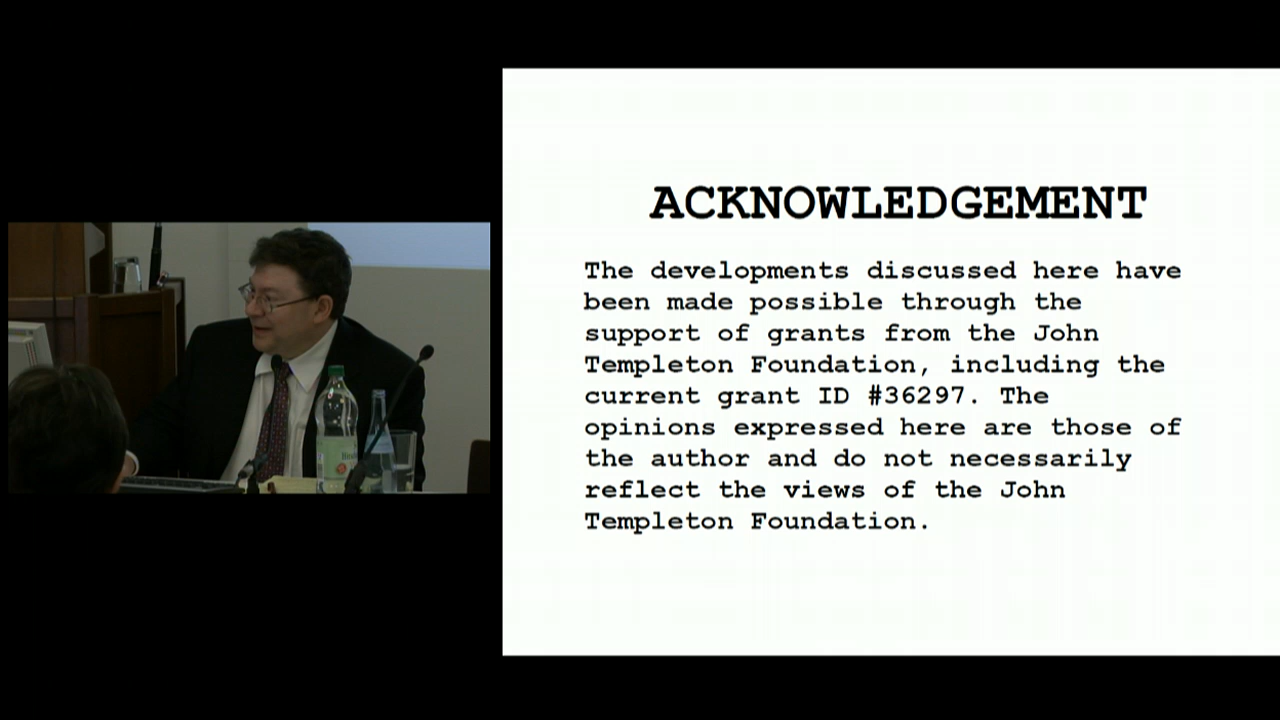 ACKNOWLEDGEMENT
The developments discussed here have
been made possible through the
support of grants from the John
Templeton Foundation, including the
current grant ID #36297. The
opinions expressed here are those of
the author and do not necessarily
reflect the views of the John
Templeton Foundation.